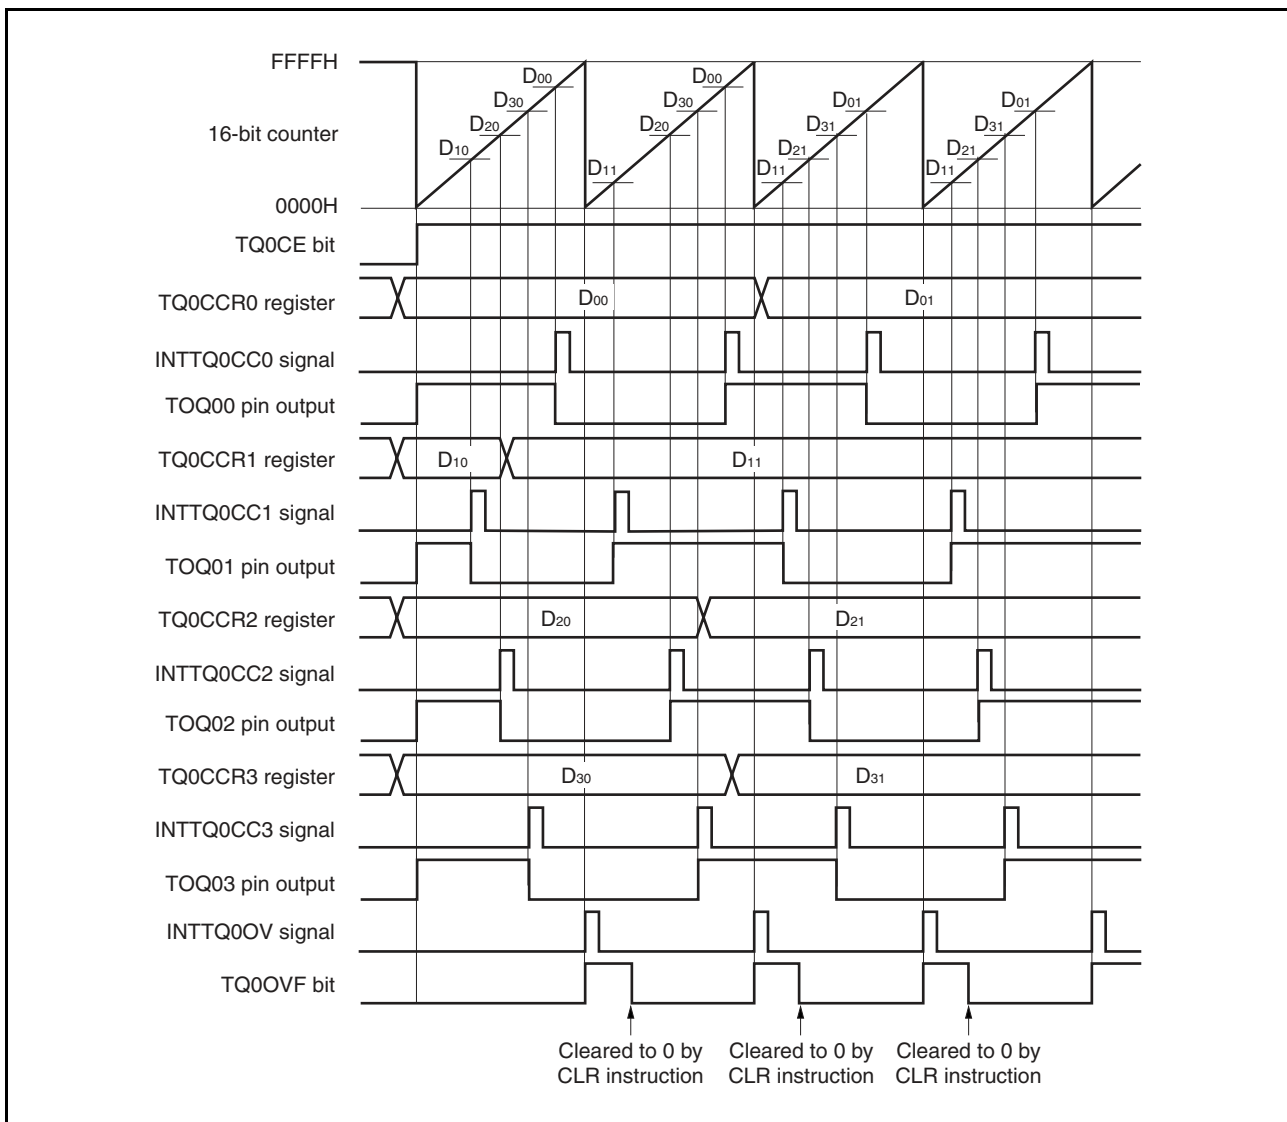 FFFFH
16-bit counter
0000H
D10
D20
D30
D00
D11
D20
D30
D00
D11
D21
D31
D01
D11
D21
D31
D01
TQ0CE bit
TQ0CCR0 register
D00
D01
INTTQ0CC0 signal
TOQ00 pin output
TQ0CCR1 register
D10
D11
INTTQ0CC1 signal
TOQ01 pin output
TQ0CCR2 register
D20
D21
INTTQ0CC2 signal
TOQ02 pin output
TQ0CCR3 register
D30
D31
INTTQ0CC3 signal
TOQ03 pin output
INTTQ0OV signal
TQ0OVF bit
Cleared to 0 by
CLR instruction
Cleared to 0 by
CLR instruction
Cleared to 0 by
CLR instruction